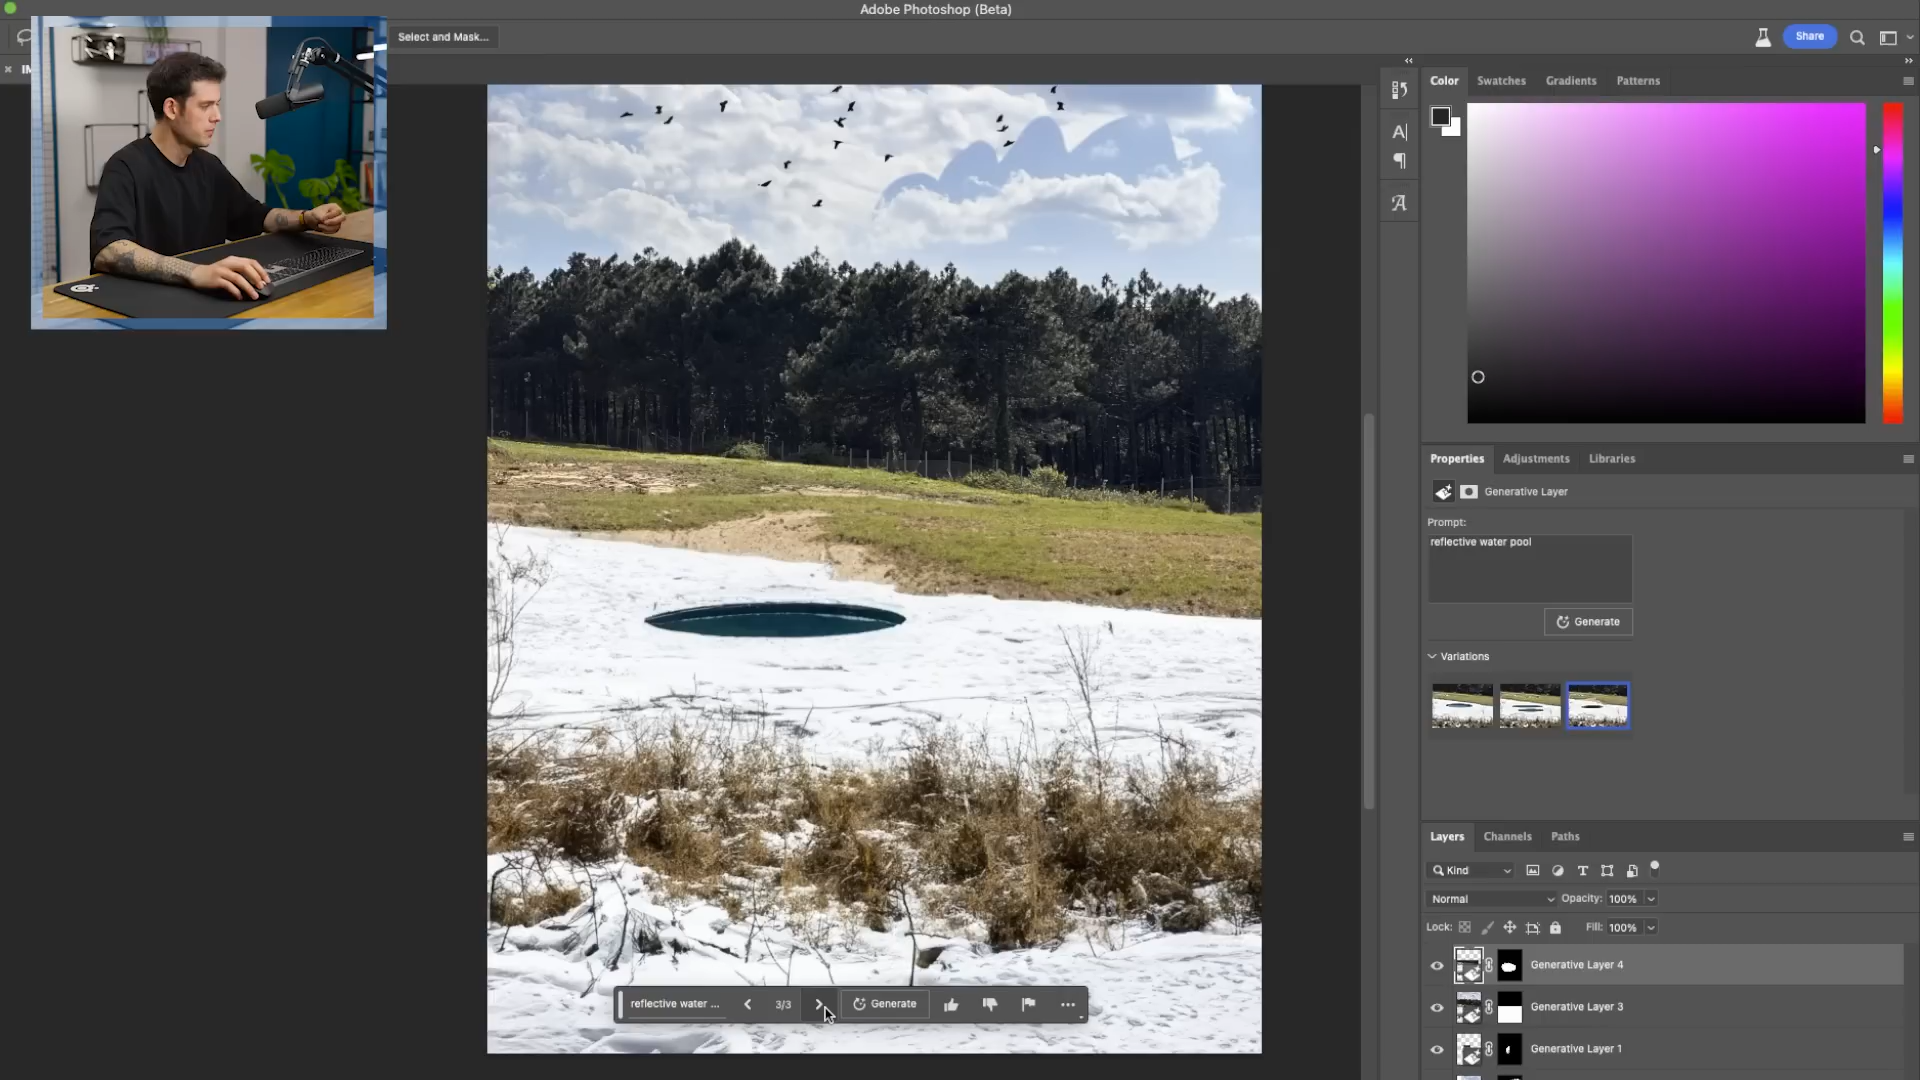 Adobe Photoshop (Beta)
Select and Mask...
Share
Color Swatches Gradients Patterns
Properties Adjustments Libraries
Generative Layer
Prompt:
reflective water pool
Generate
Variations
Layers Channels Paths
Kind
Normal Opacity: 100%
Lock: Fill: 100%
Generative Layer 4
Generative Layer 3
Generative Layer 1
reflective water ... 3/3 Generate